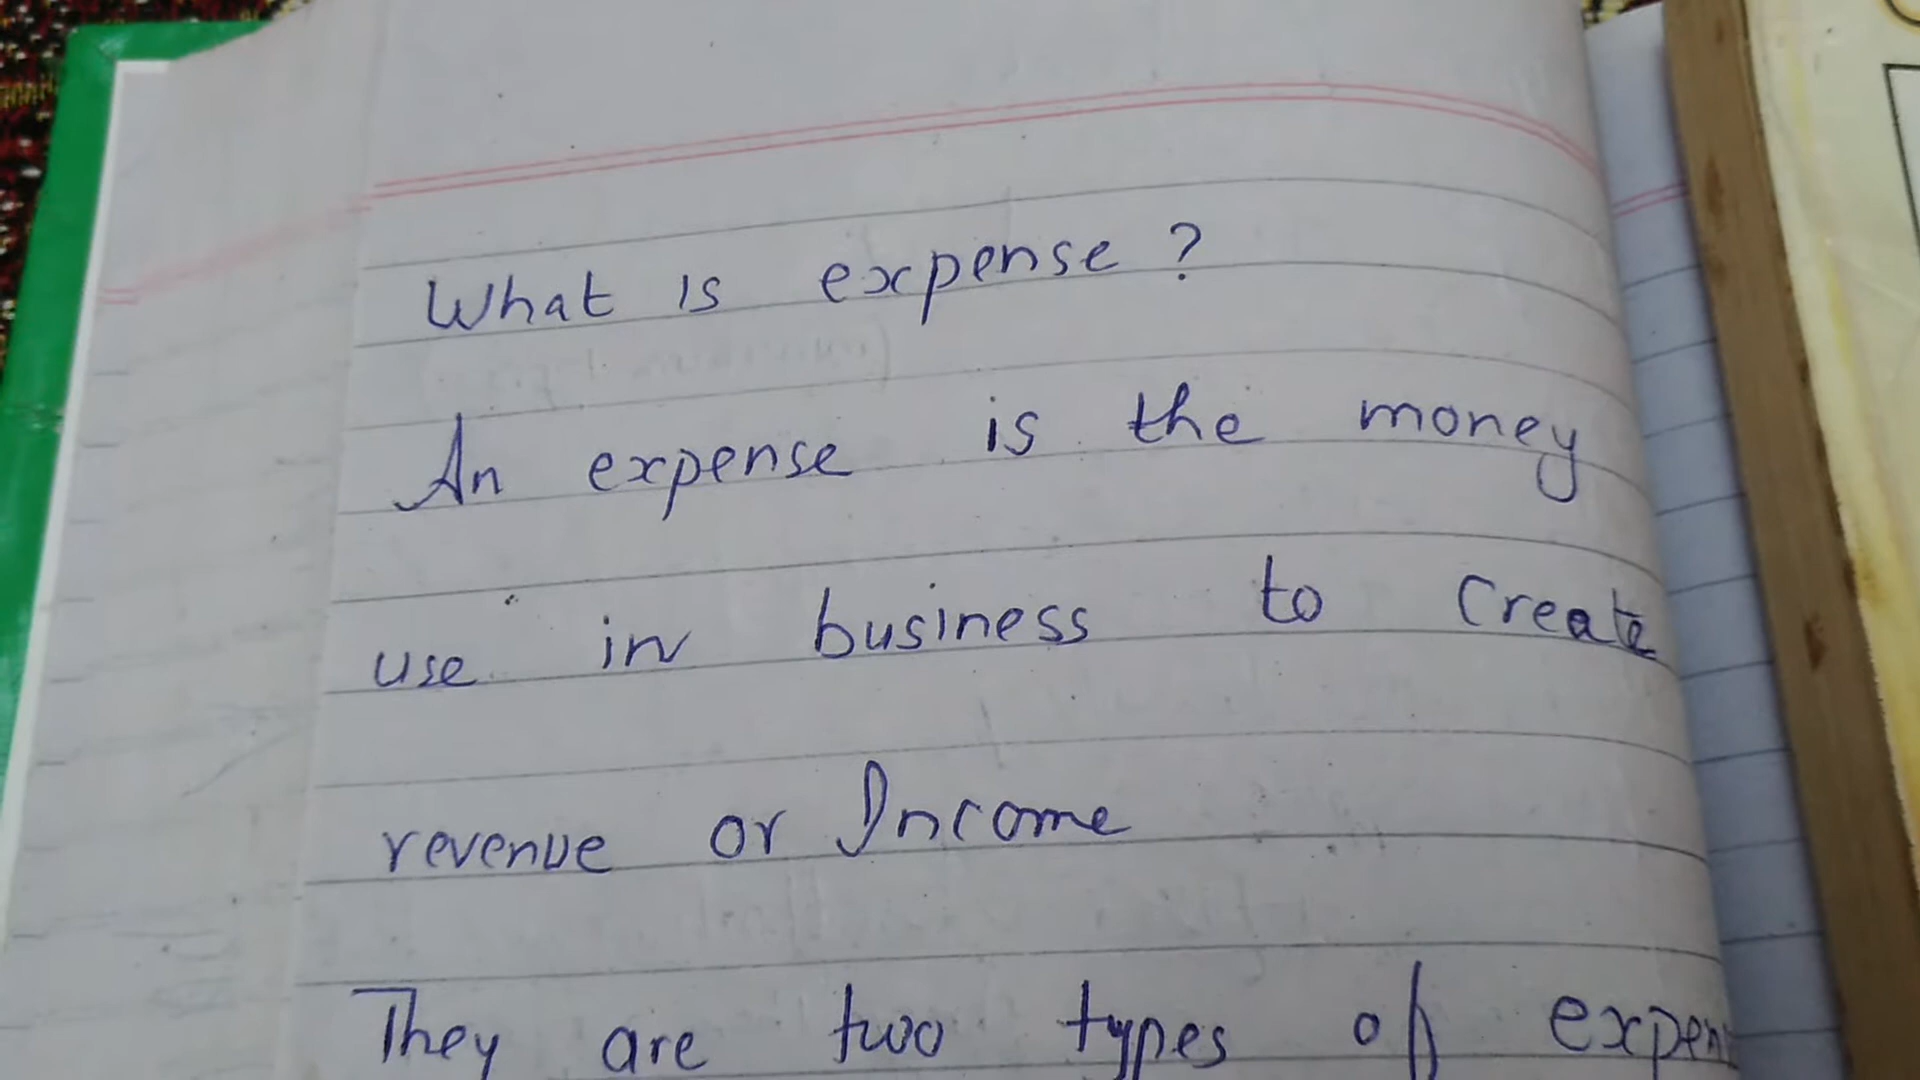 What is expense ?
An expense is the money
use in business to Create
revenue or Income
They are two types of